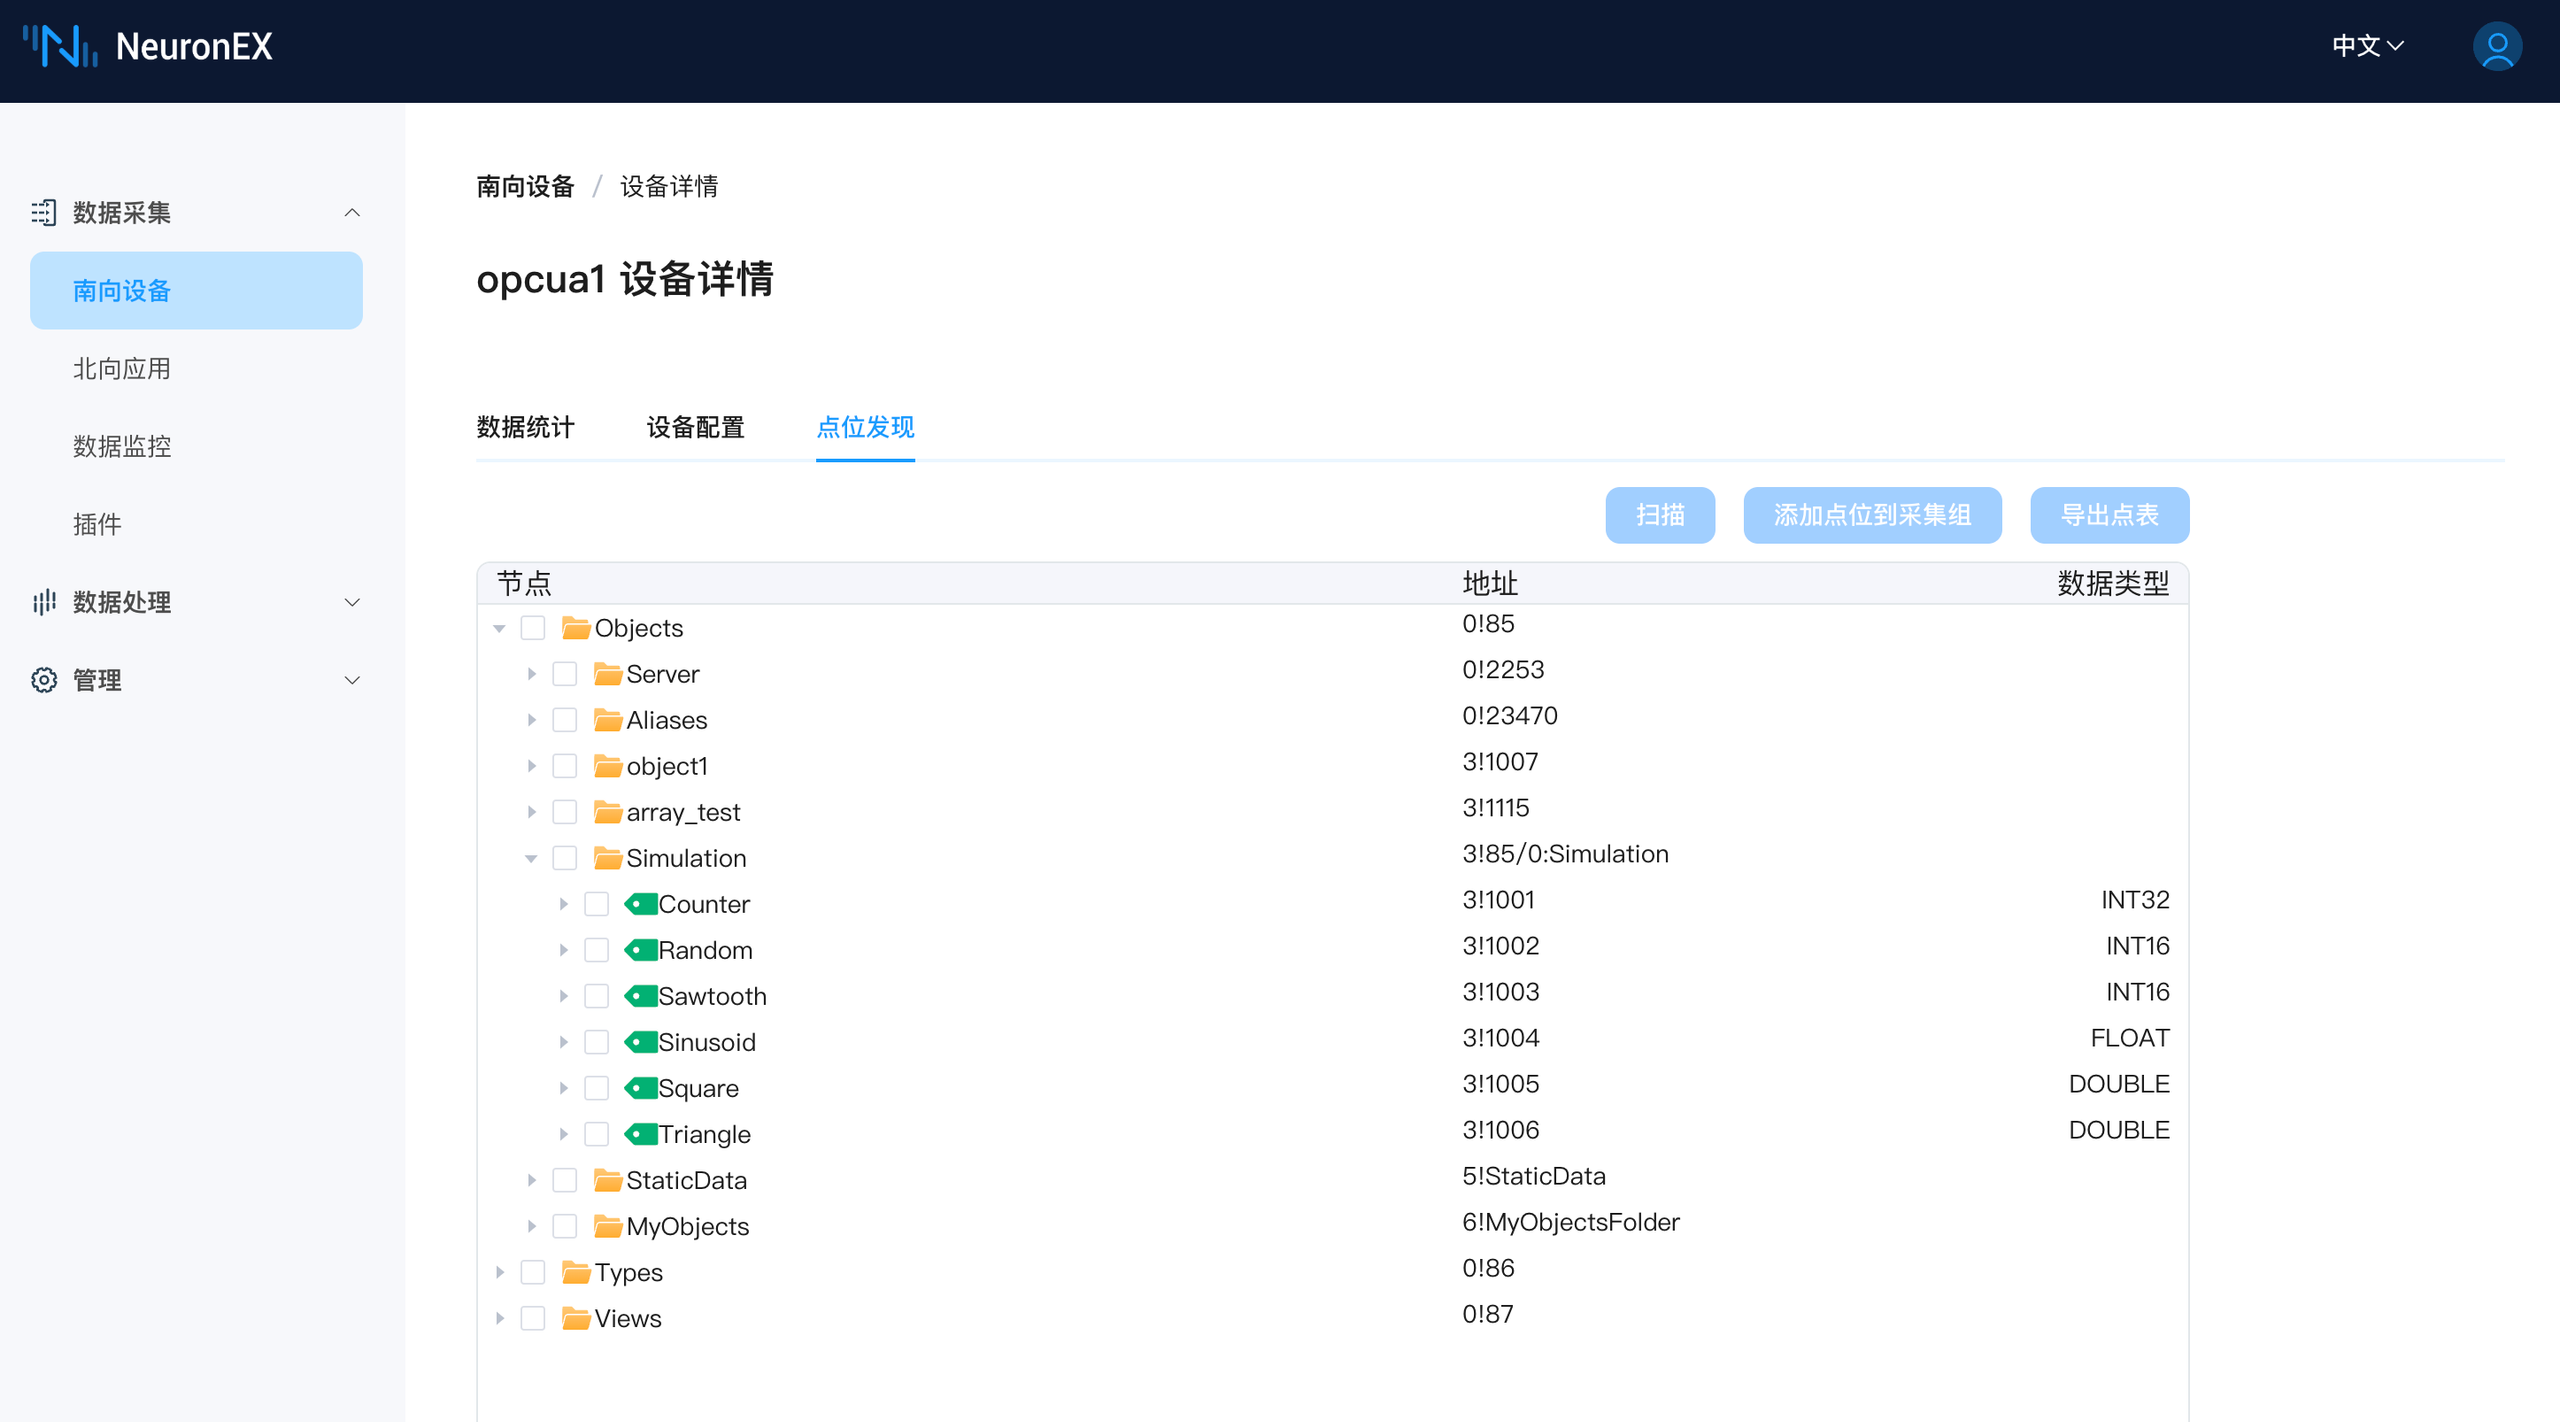 NeuronEX
中文
数据采集
南向设备
北向应用
数据监控
插件
数据处理
管理
南向设备 / 设备详情
opcua1 设备详情
数据统计 设备配置 点位发现
扫描 添加点位到采集组 导出点表
节点 地址 数据类型
Objects 0!85
Server 0!2253
Aliases 0!23470
object1 3!1007
array_test 3!1115
Simulation 3!85/0:Simulation
Counter 3!1001 INT32
Random 3!1002 INT16
Sawtooth 3!1003 INT16
Sinusoid 3!1004 FLOAT
Square 3!1005 DOUBLE
Triangle 3!1006 DOUBLE
StaticData 5!StaticData
MyObjects 6!MyObjectsFolder
Types 0!86
Views 0!87